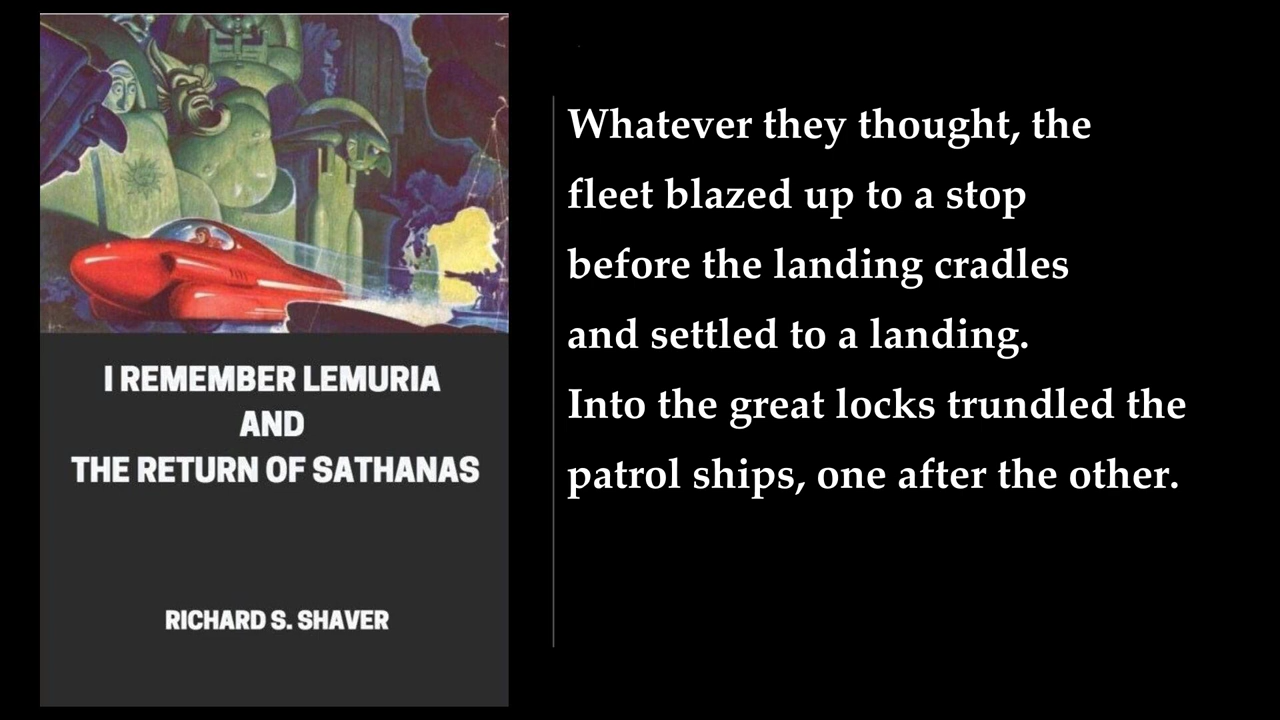 I REMEMBER LEMURIA
AND
THE RETURN OF SATHANAS
RICHARD S. SHAVER
Whatever they thought, the
fleet blazed up to a stop
before the landing cradles
and settled to a landing.
Into the great locks trundled the
patrol ships, one after the other.